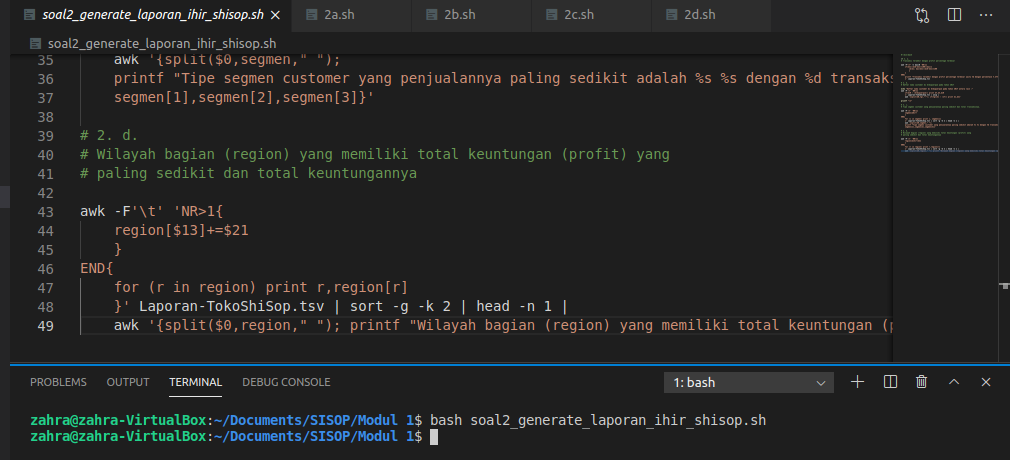 soal2_generate_laporan_ihir_shisop.sh 2a.sh 2b.sh 2c.sh 2d.sh
soal2_generate_laporan_ihir_shisop.sh
35 awk '{split($0,segmen," ");
36 printf "Tipe segmen customer yang penjualannya paling sedikit adalah %s %s dengan %d transaks
37 segmen[1],segmen[2],segmen[3]}'
38
39 # 2. d.
40 # Wilayah bagian (region) yang memiliki total keuntungan (profit) yang
41 # paling sedikit dan total keuntungannya
42
43 awk -F'\t' 'NR>1{
44 region[$13]+=$21
45 }
46 END{
47 for (r in region) print r,region[r]
48 }' Laporan-TokoShiSop.tsv | sort -g -k 2 | head -n 1 |
49 awk '{split($0,region," "); printf "Wilayah bagian (region) yang memiliki total keuntungan (p
PROBLEMS OUTPUT TERMINAL DEBUG CONSOLE 1: bash
zahra@zahra-VirtualBox:~/Documents/SISOP/Modul 1$ bash soal2_generate_laporan_ihir_shisop.sh
zahra@zahra-VirtualBox:~/Documents/SISOP/Modul 1$